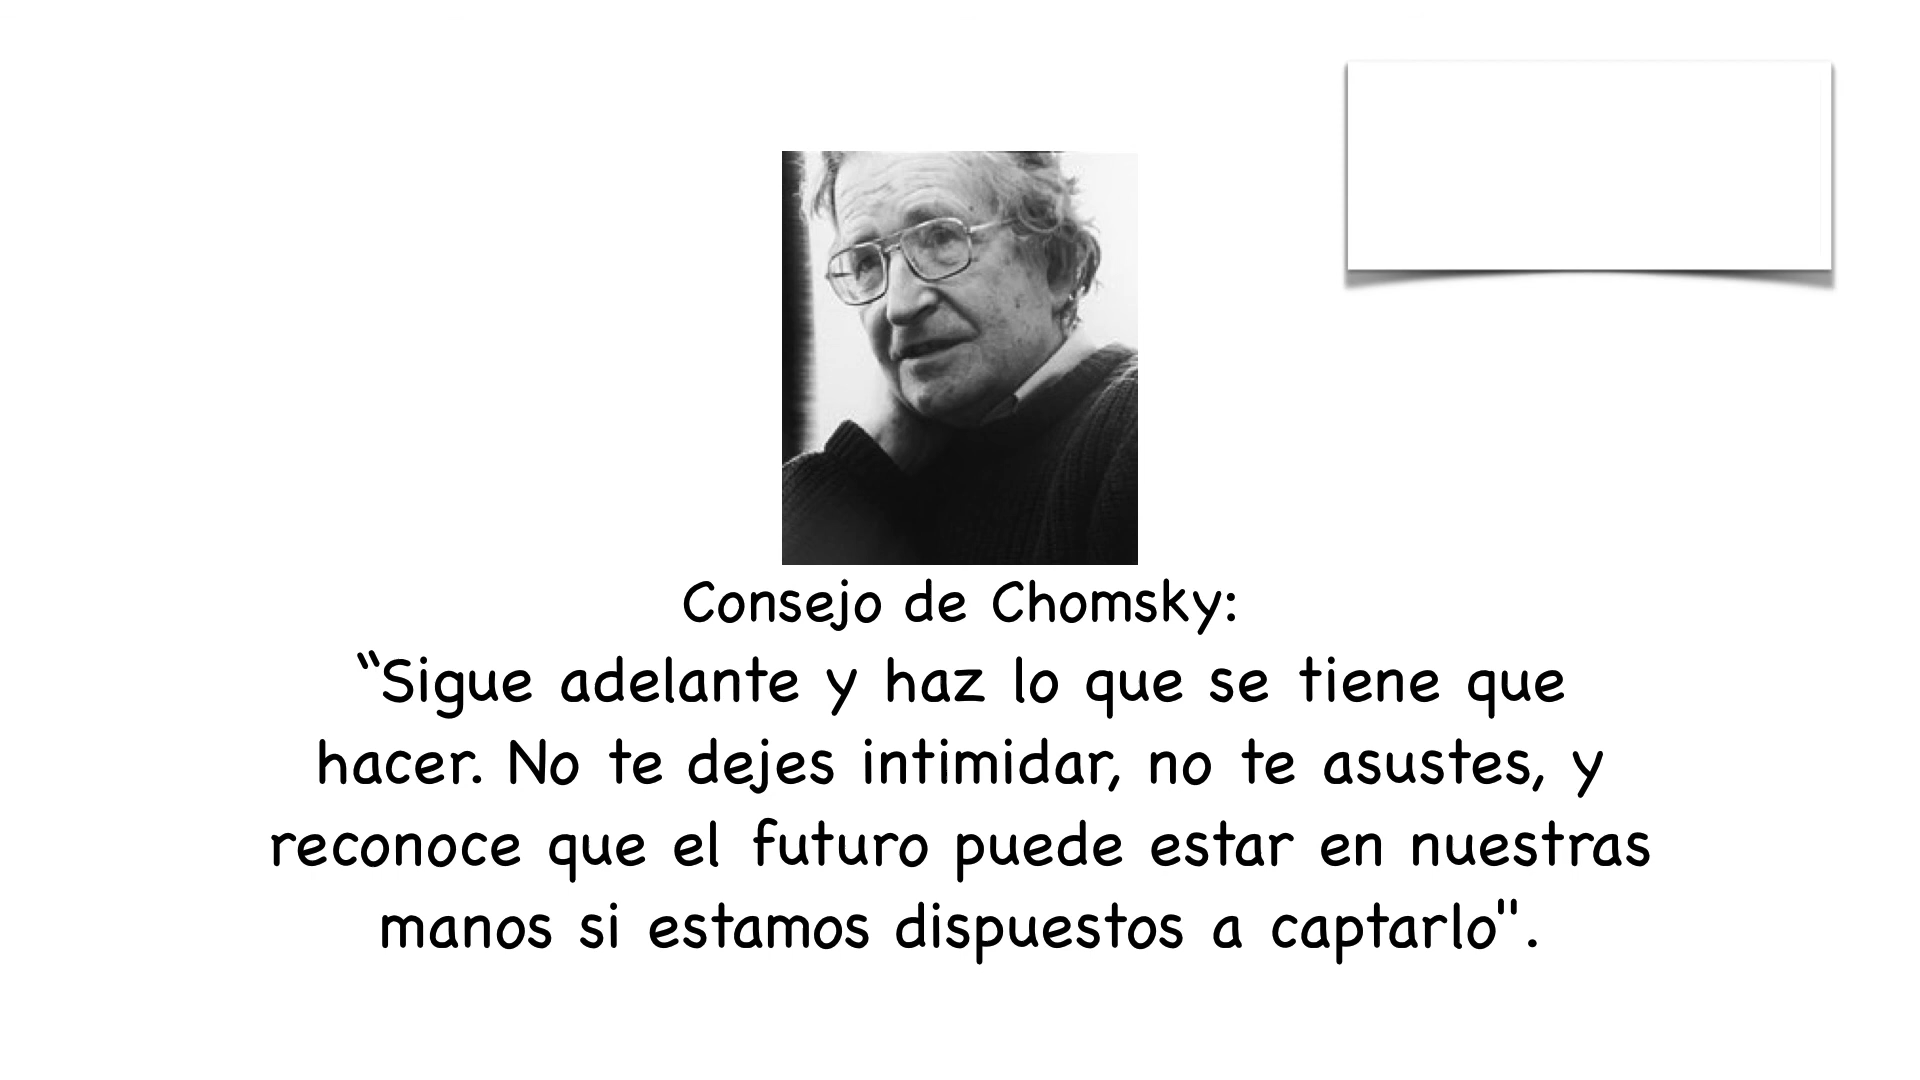 Consejo de Chomsky:
“Sigue adelante y haz lo que se tiene que
hacer. No te dejes intimidar, no te asustes, y
reconoce que el futuro puede estar en nuestras
manos si estamos dispuestos a captarlo".